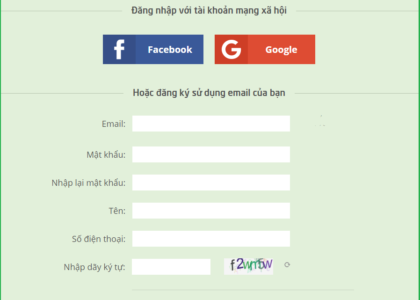 Đăng nhập với tài khoản mạng xã hội
Facebook
Google
Hoặc đăng ký sử dụng email của bạn
Email:
Mật khẩu:
Nhập lại mật khẩu:
Tên:
Số điện thoại:
Nhập dãy ký tự:
f2wm5w